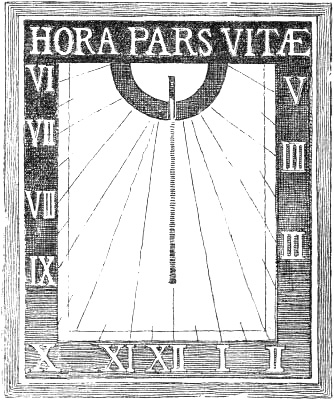 HORA PARS VITÆ
VI
V
VII
IIII
VIII
III
IX
X XI XII I II